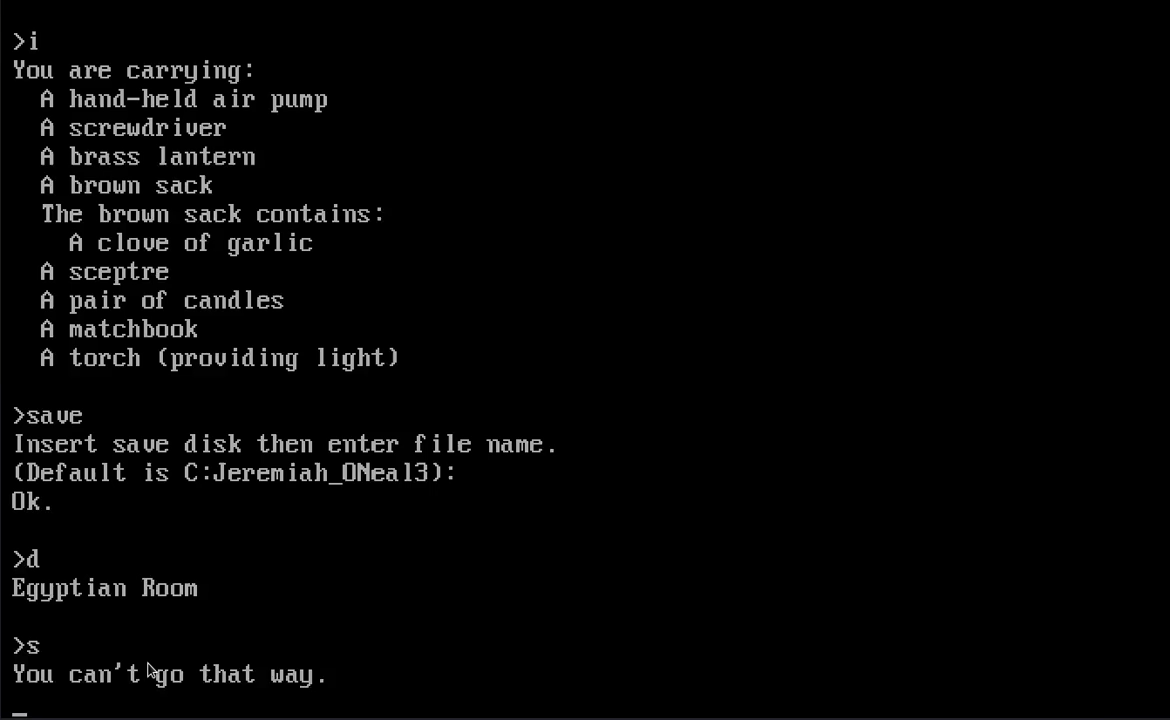 >i
You are carrying:
A hand-held air pump
A screwdriver
A brass lantern
A brown sack
The brown sack contains:
A clove of garlic
A sceptre
A pair of candles
A matchbook
A torch (providing light)
>save
Insert save disk then enter file name.
(Default is C:Jeremiah_ONeal3):
Ok.
>d
Egyptian Room
>s
You can't go that way.